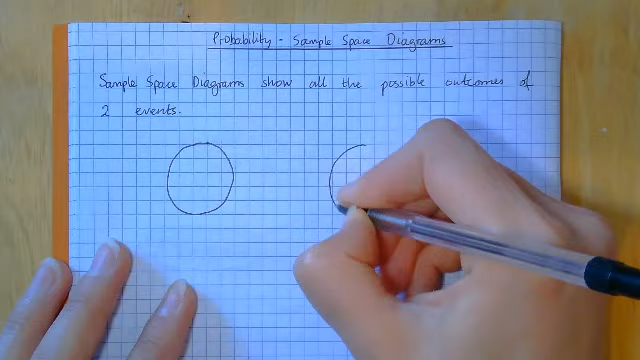 Probability - Sample Space Diagrams
Sample Space Diagrams show all the possible outcomes of
2 events.